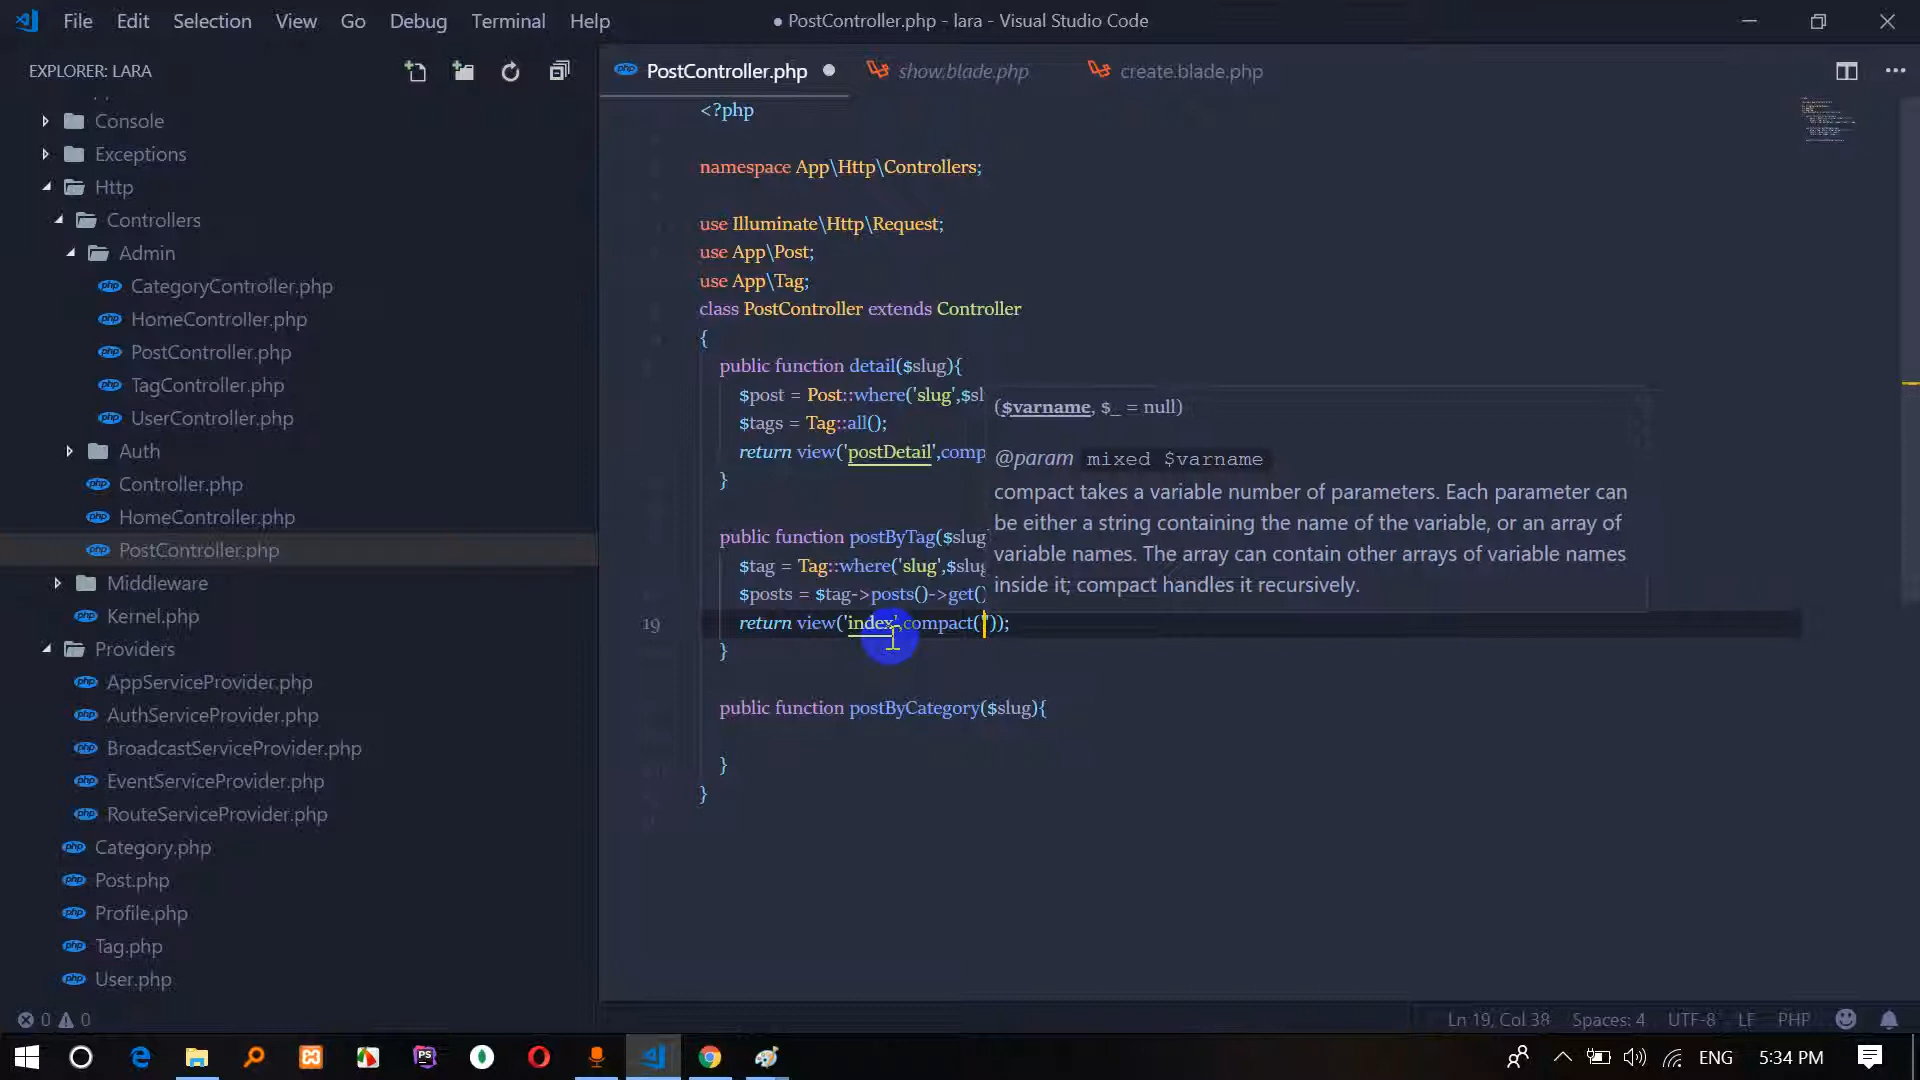 File Edit Selection View Go Debug Terminal Help
● PostController.php - lara - Visual Studio Code
EXPLORER: LARA
Console
Exceptions
Http
Controllers
Admin
CategoryController.php
HomeController.php
PostController.php
TagController.php
UserController.php
Auth
Controller.php
HomeController.php
PostController.php
Middleware
Kernel.php
Providers
AppServiceProvider.php
AuthServiceProvider.php
BroadcastServiceProvider.php
EventServiceProvider.php
RouteServiceProvider.php
Category.php
Post.php
Profile.php
Tag.php
User.php
PostController.php ● show.blade.php create.blade.php
<?php
namespace App\Http\Controllers;
use Illuminate\Http\Request;
use App\Post;
use App\Tag;
class PostController extends Controller
{
public function detail($slug){
$post = Post::where('slug',$sl
$tags = Tag::all();
return view('postDetail',comp
}
public function postByTag($slug
$tag = Tag::where('slug',$slug
$posts = $tag->posts()->get()
19 return view('index',compact(''));
}
public function postByCategory($slug){
}
}
($varname, $_ = null)
@param mixed $varname
compact takes a variable number of parameters. Each parameter can
be either a string containing the name of the variable, or an array of
variable names. The array can contain other arrays of variable names
inside it; compact handles it recursively.
0 0
Ln 19, Col 38 Spaces: 4 UTF-8 LF PHP
PS
ENG 5:34 PM